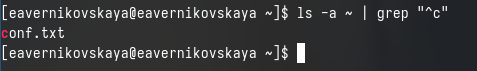 [eavernikovskaya@eavernikovskaya ~]$ ls -a ~ | grep "^c"
conf.txt
[eavernikovskaya@eavernikovskaya ~]$